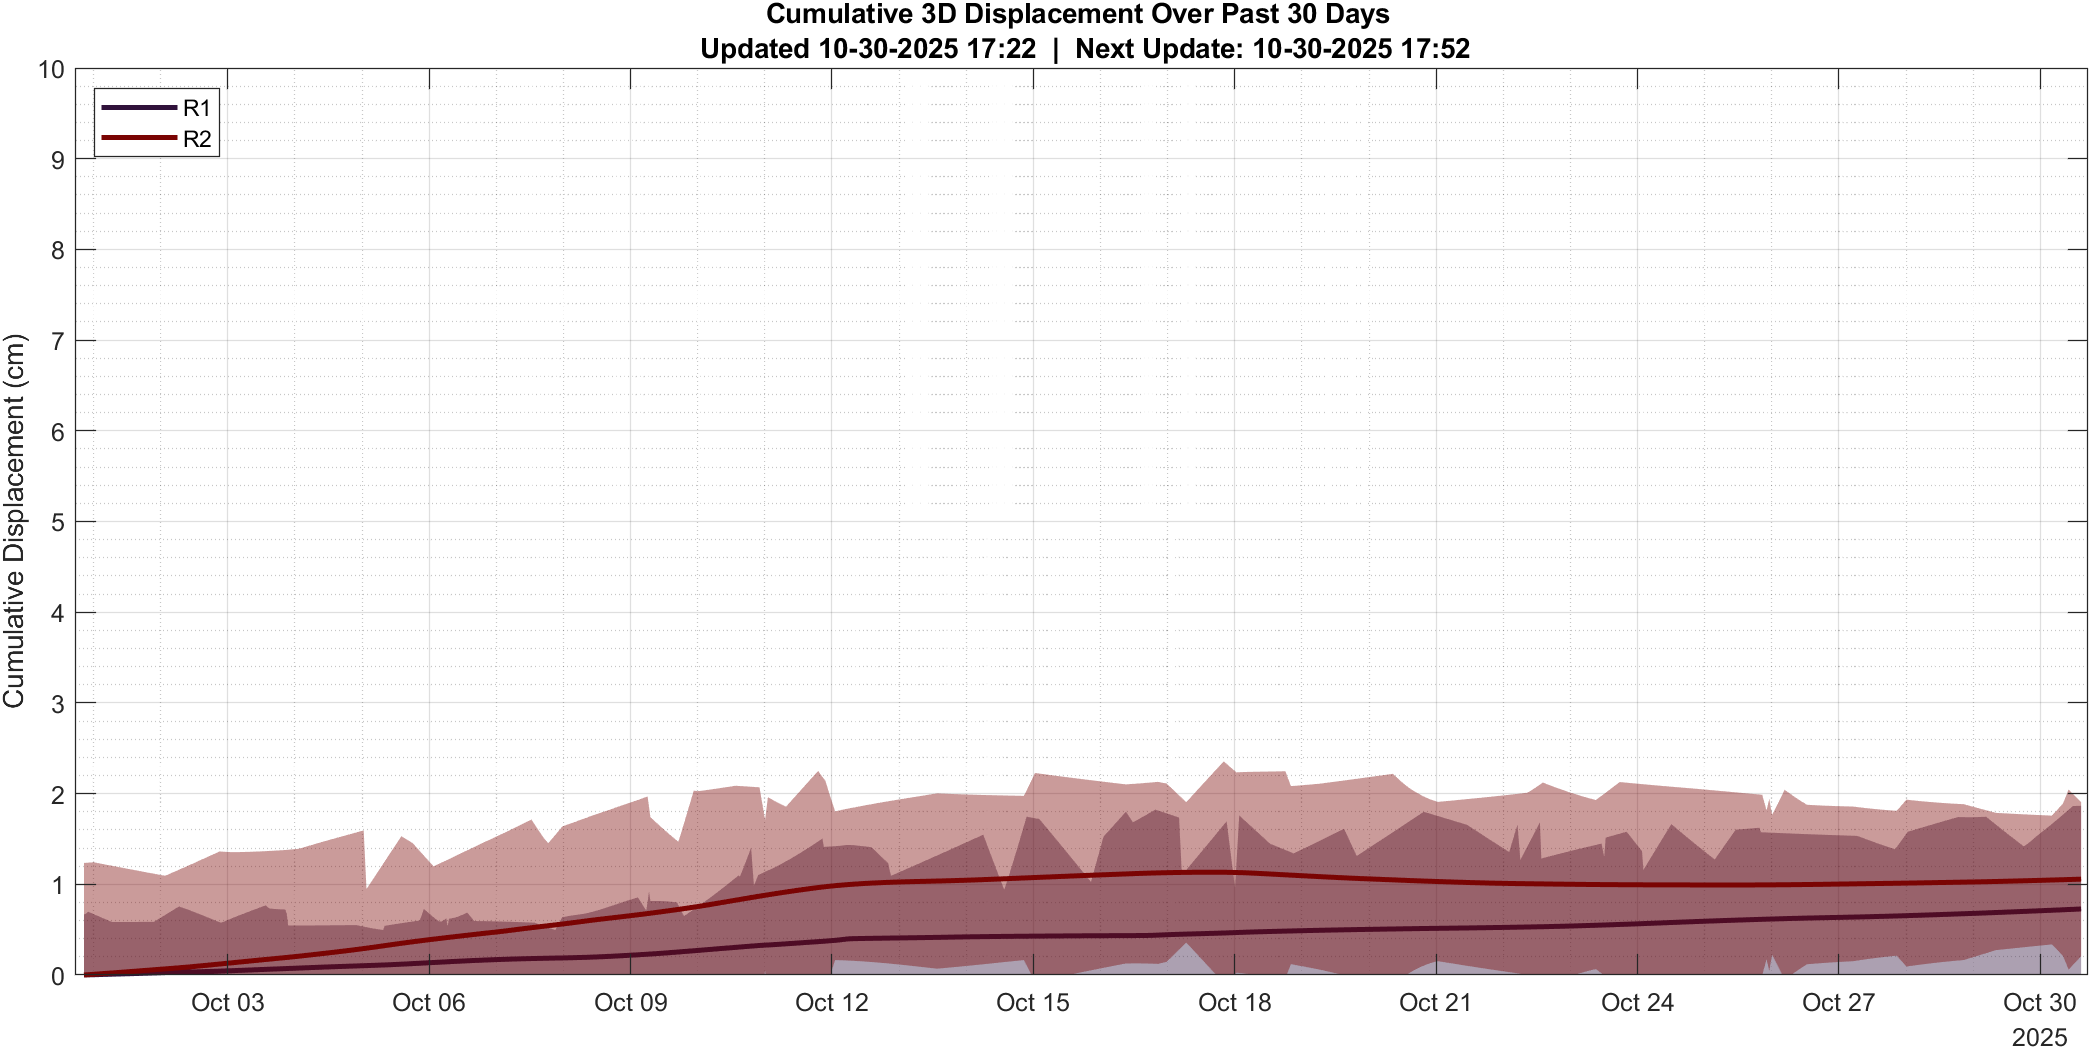 Cumulative 3D Displacement Over Past 30 Days
Updated 10-30-2025 17:22 | Next Update: 10-30-2025 17:52
R1
R2
Cumulative Displacement (cm)
10
9
8
7
6
5
4
3
2
1
0
Oct 03 Oct 06 Oct 09 Oct 12 Oct 15 Oct 18 Oct 21 Oct 24 Oct 27 Oct 30
2025